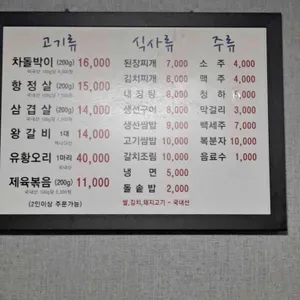 고기류
차돌박이 (200g) 16,000
항정살 (200g) 15,000
삼겹살 (200g) 14,000
왕갈비 1대 14,000
유황오리 1마리 40,000
제육볶음 (200g) 11,000
(2인이상 주문가능)
식사류
된장찌개 7,000
김치찌개 8,000
내장탕 8,000
생선구이 8,000
생선쌈밥 9,000
고기쌈밥 10,000
갈치조림 10,000
냉면 5,000
돌솥밥 2,000
쌀,김치,돼지고기 - 국내산
주류
소주 4,000
맥주 4,000
청하 5,000
막걸리 3,000
백세주 7,000
복분자 10,000
음료수 1,000